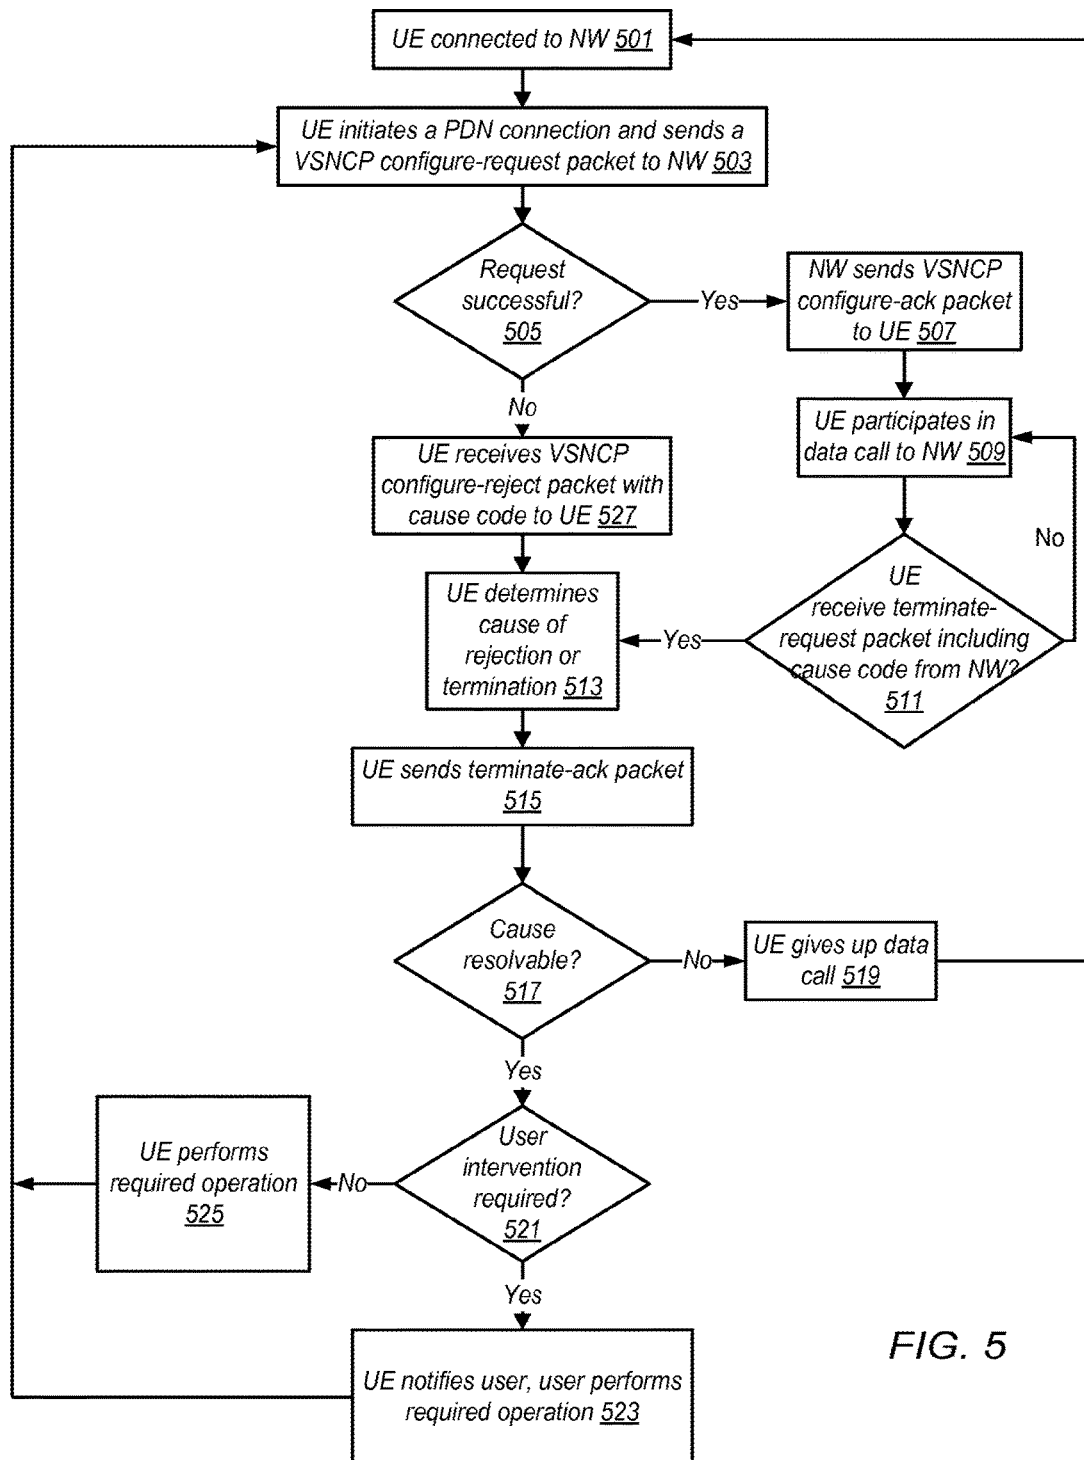 UE connected to NW 501
UE initiates a PDN connection and sends a
VSNCP configure-request packet to NW 503
Request
successful?
505
Yes
NW sends VSNCP
configure-ack packet
to UE 507
No
UE participates in
data call to NW 509
UE receives VSNCP
configure-reject packet with
cause code to UE 527
No
UE
receive terminate-
request packet including
cause code from NW?
511
Yes
UE determines
cause of
rejection or
termination 513
UE sends terminate-ack packet
515
Cause
resolvable?
517
No
UE gives up data
call 519
Yes
User
intervention
required?
521
No
UE performs
required operation
525
Yes
UE notifies user, user performs
required operation 523
FIG. 5